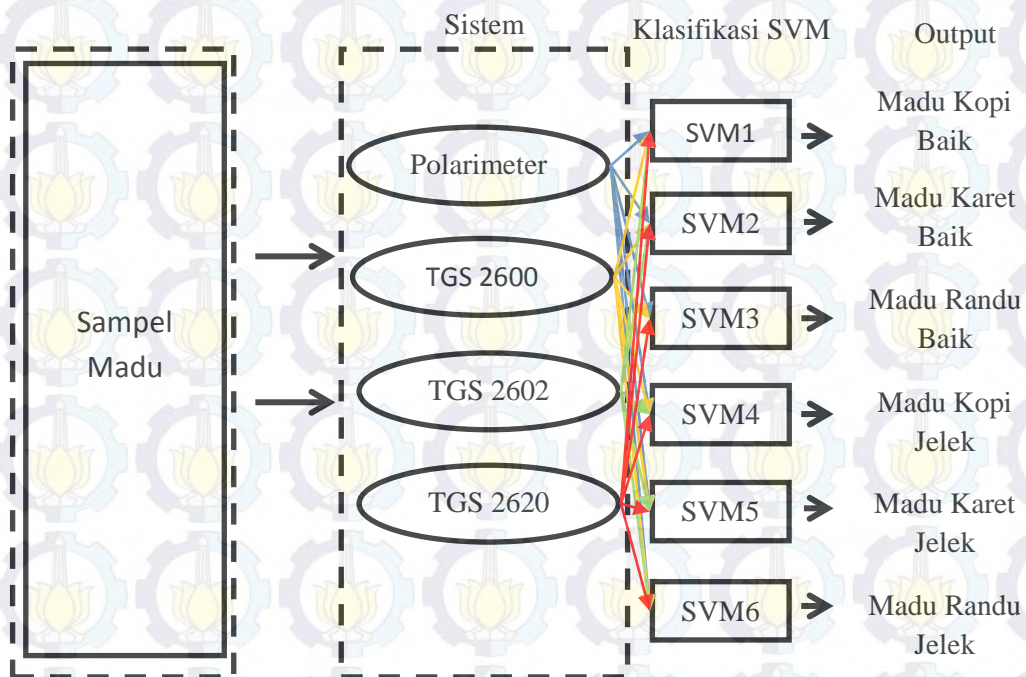 Sistem
Klasifikasi SVM
Output
Sampel
Madu
Polarimeter
TGS 2600
TGS 2602
TGS 2620
SVM1
SVM2
SVM3
SVM4
SVM5
SVM6
Madu Kopi
Baik
Madu Karet
Baik
Madu Randu
Baik
Madu Kopi
Jelek
Madu Karet
Jelek
Madu Randu
Jelek